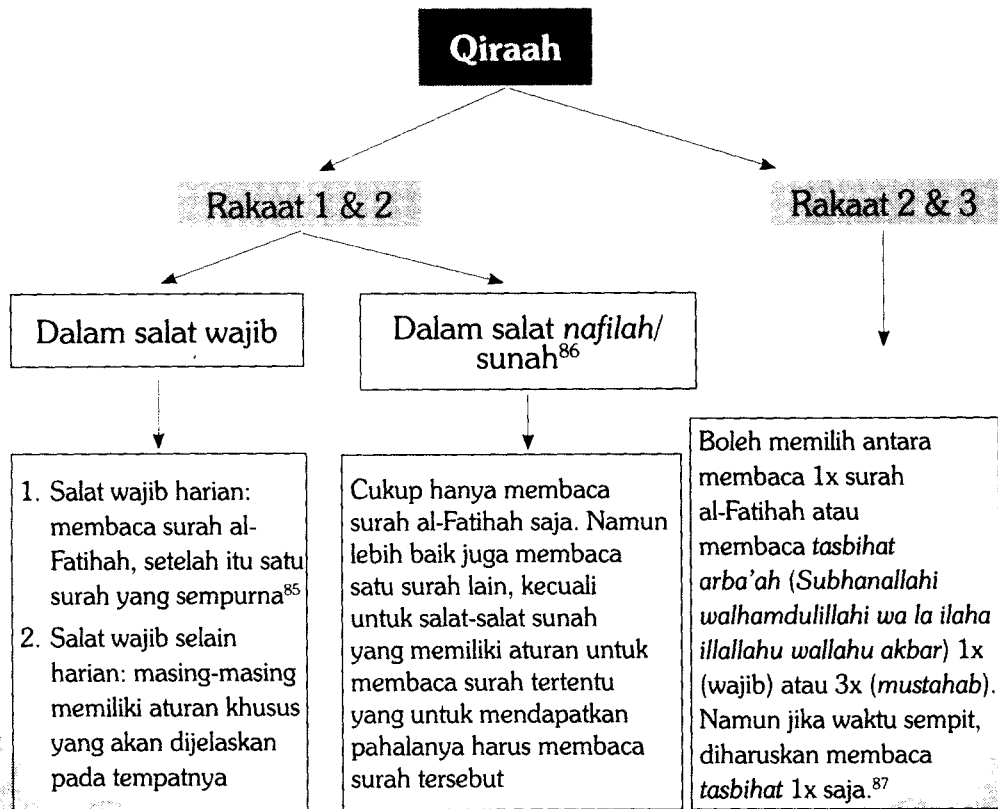 Qiraah
Rakaat 1 & 2
Rakaat 2 & 3
Dalam salat wajib
Dalam salat nafilah/
sunah⁸⁶
1. Salat wajib harian:
membaca surah al-
Fatihah, setelah itu satu
surah yang sempurna⁸⁵
2. Salat wajib selain
harian: masing-masing
memiliki aturan khusus
yang akan dijelaskan
pada tempatnya
Cukup hanya membaca
surah al-Fatihah saja. Namun
lebih baik juga membaca
satu surah lain, kecuali
untuk salat-salat sunah
yang memiliki aturan untuk
membaca surah tertentu
yang untuk mendapatkan
pahalanya harus membaca
surah tersebut
Boleh memilih antara
membaca 1x surah
al-Fatihah atau
membaca tasbihat
arba'ah (Subhanallahi
walhamdulillahi wa la ilaha
illallahu wallahu akbar) 1x
(wajib) atau 3x (mustahab).
Namun jika waktu sempit,
diharuskan membaca
tasbihat 1x saja.⁸⁷